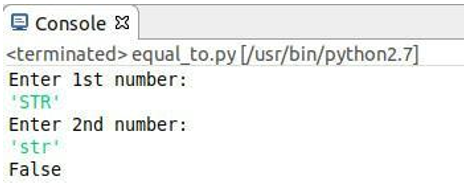 Console
<terminated> equal_to.py [/usr/bin/python2.7]
Enter 1st number:
'STR'
Enter 2nd number:
'str'
False